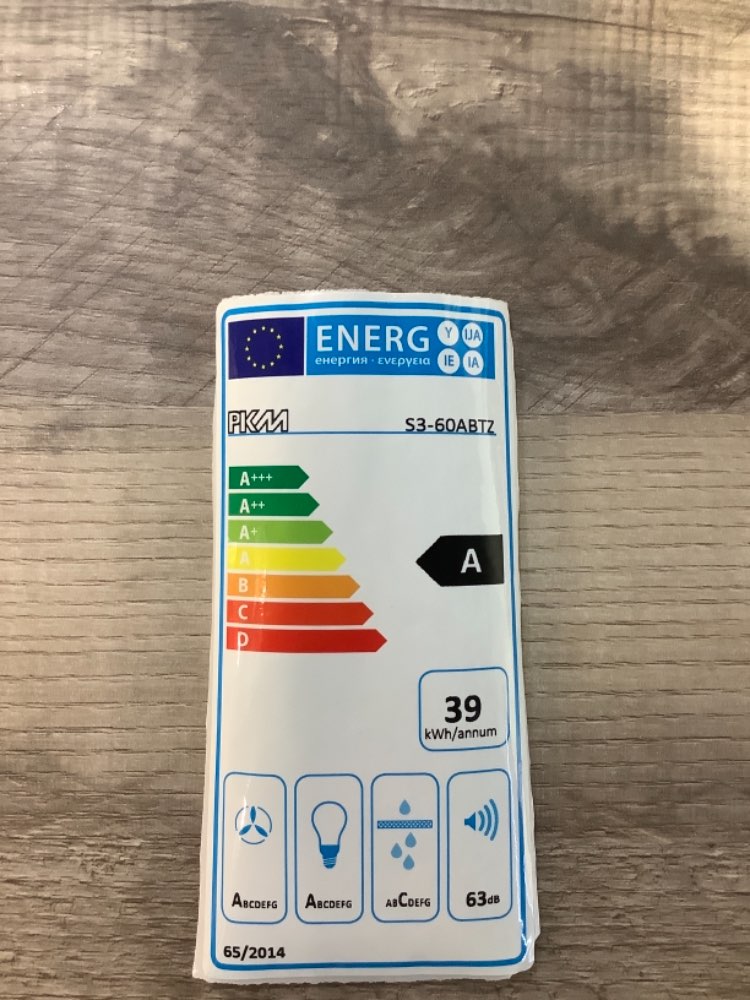 ENERG Y IJA
енергия · ενεργεια IE IA
PKM S3-60ABTZ
A+++
A++
A+
A
A
B
C
D
39
kWh/annum
ABCDEFG ABCDEFG ABCDEFG 63dB
65/2014